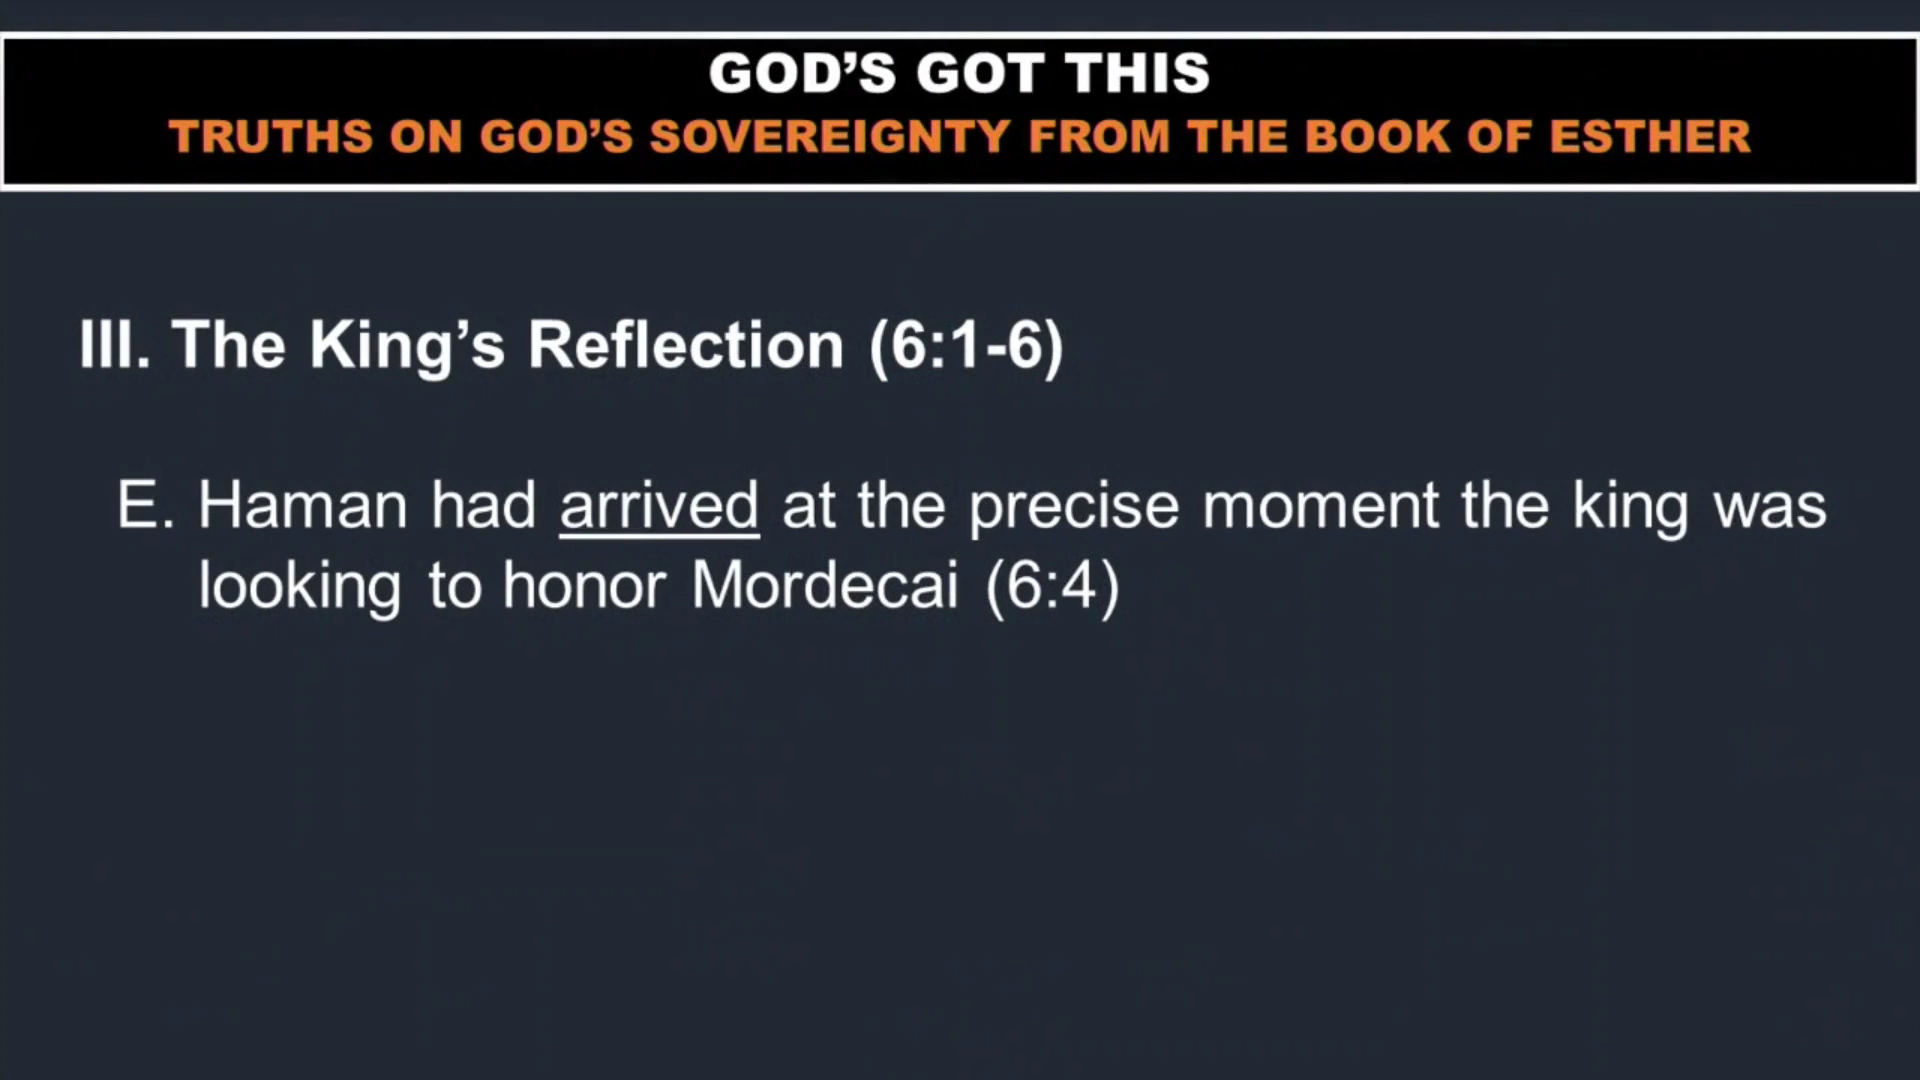 GOD’S GOT THIS
TRUTHS ON GOD’S SOVEREIGNTY FROM THE BOOK OF ESTHER
III. The King’s Reflection (6:1-6)
E. Haman had arrived at the precise moment the king was
looking to honor Mordecai (6:4)